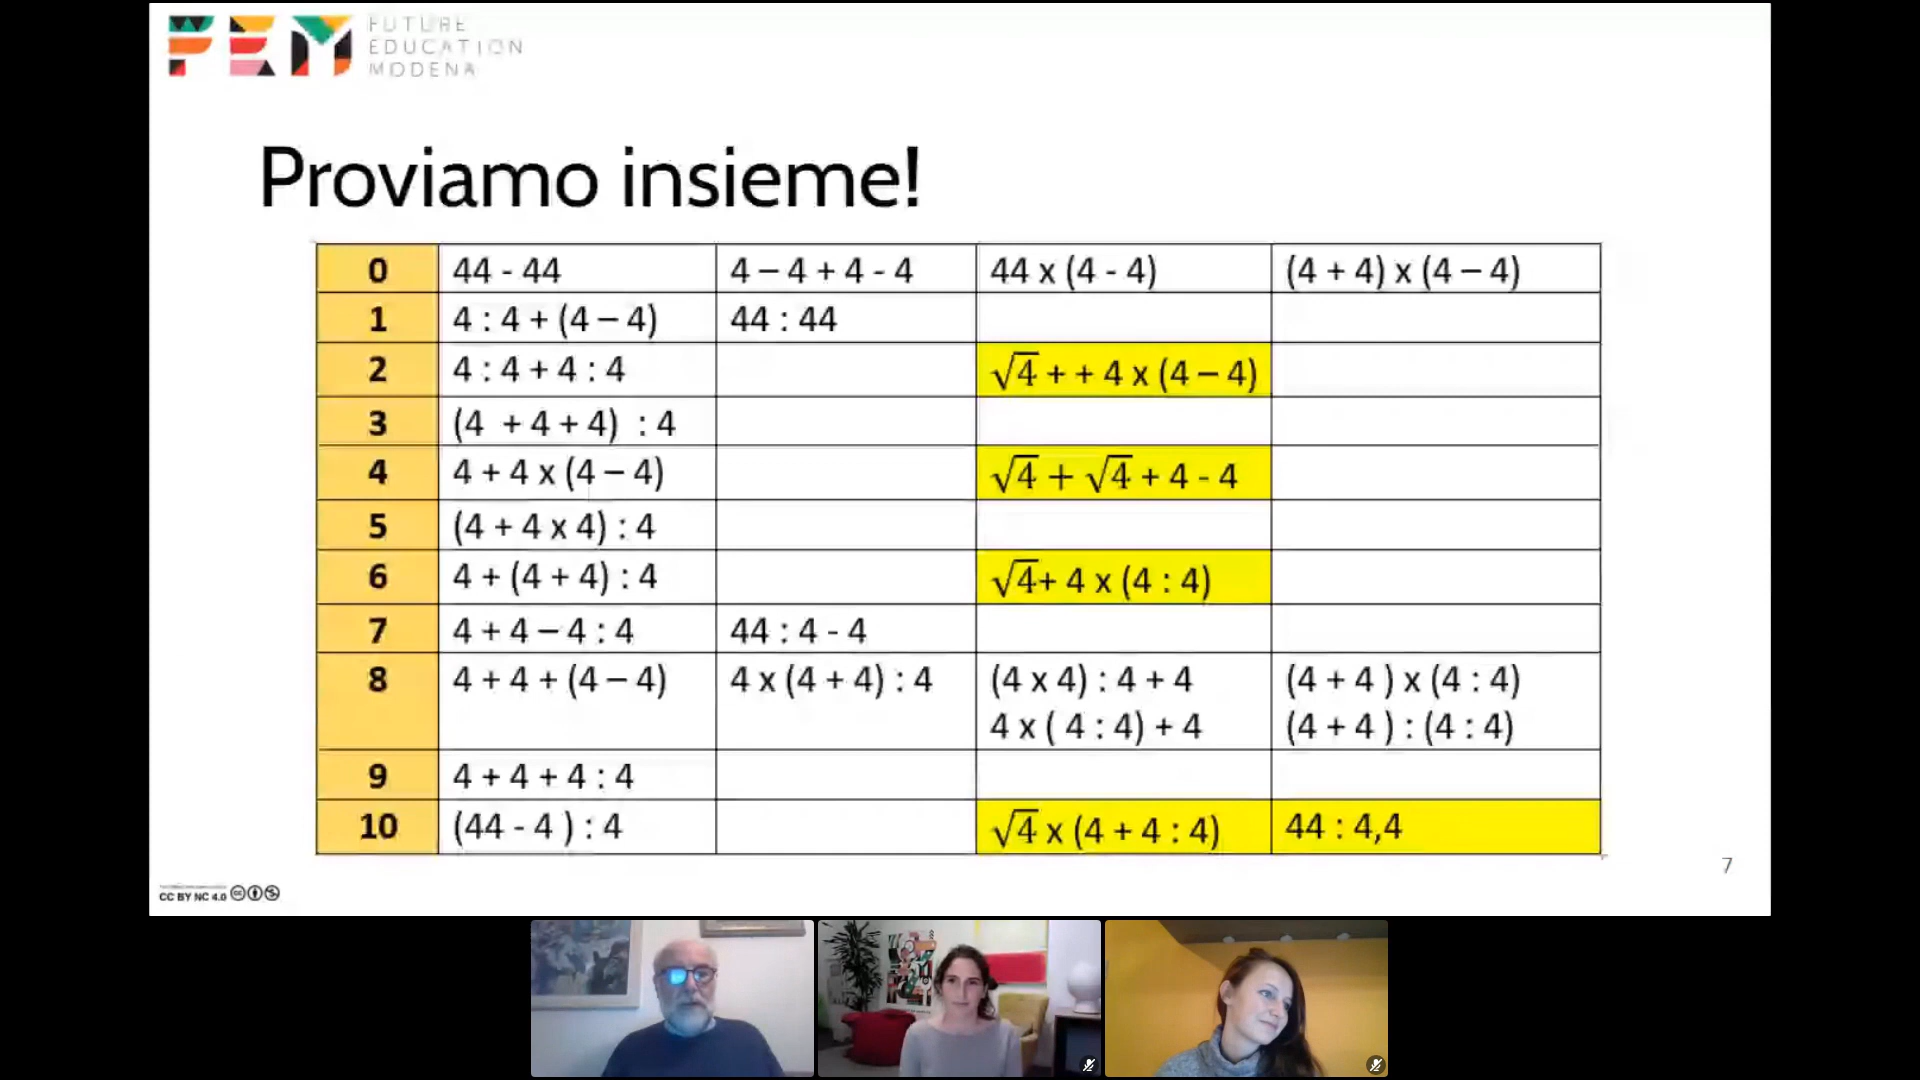 FEM FUTURE
EDUCATION
MODENA
Proviamo insieme!
0 44 - 44 4 – 4 + 4 - 4 44 x (4 - 4) (4 + 4) x (4 – 4)
1 4 : 4 + (4 – 4) 44 : 44
2 4 : 4 + 4 : 4 √4 + + 4 x (4 – 4)
3 (4 + 4 + 4) : 4
4 4 + 4 x (4 – 4) √4 + √4 + 4 - 4
5 (4 + 4 x 4) : 4
6 4 + (4 + 4) : 4 √4+ 4 x (4 : 4)
7 4 + 4 – 4 : 4 44 : 4 - 4
8 4 + 4 + (4 – 4) 4 x (4 + 4) : 4 (4 x 4) : 4 + 4 (4 + 4 ) x (4 : 4)
4 x ( 4 : 4) + 4 (4 + 4 ) : (4 : 4)
9 4 + 4 + 4 : 4
10 (44 - 4 ) : 4 √4 x (4 + 4 : 4) 44 : 4,4
7
CC BY NC 4.0